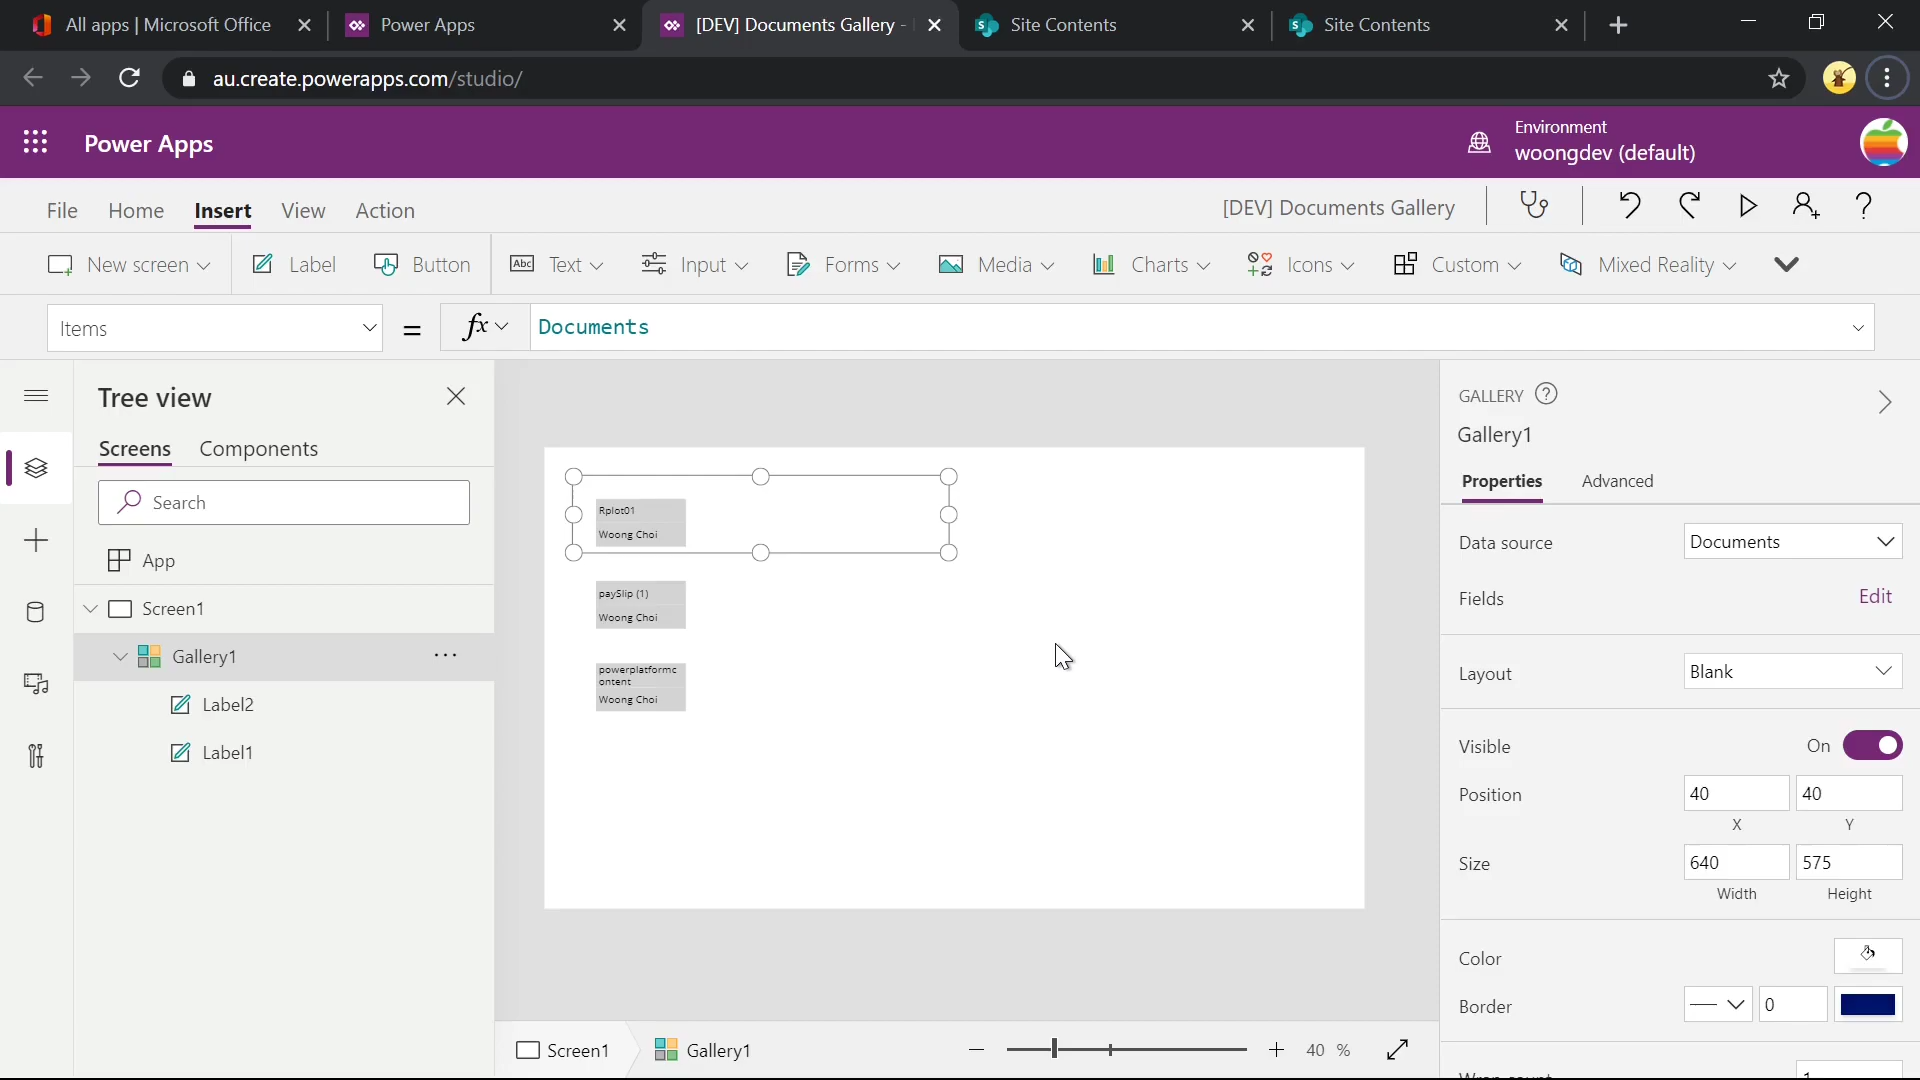 All apps | Microsoft Office
Power Apps
[DEV] Documents Gallery -
Site Contents
Site Contents
au.create.powerapps.com/studio/
Power Apps
Environment
woongdev (default)
File
Home
Insert
View
Action
[DEV] Documents Gallery
New screen
Label
Button
Abc
Text
Input
Forms
Media
Charts
Icons
Custom
Mixed Reality
Items
=
fx
Documents
Tree view
Screens
Components
Search
App
Screen1
Gallery1
Label2
Label1
Rplot01
Woong Choi
paySlip (1)
Woong Choi
powerplatformc
ontent
Woong Choi
Screen1
Gallery1
40 %
GALLERY
Gallery1
Properties
Advanced
Data source
Documents
Fields
Edit
Layout
Blank
Visible
On
Position
40
40
X
Y
Size
640
575
Width
Height
Color
Border
0